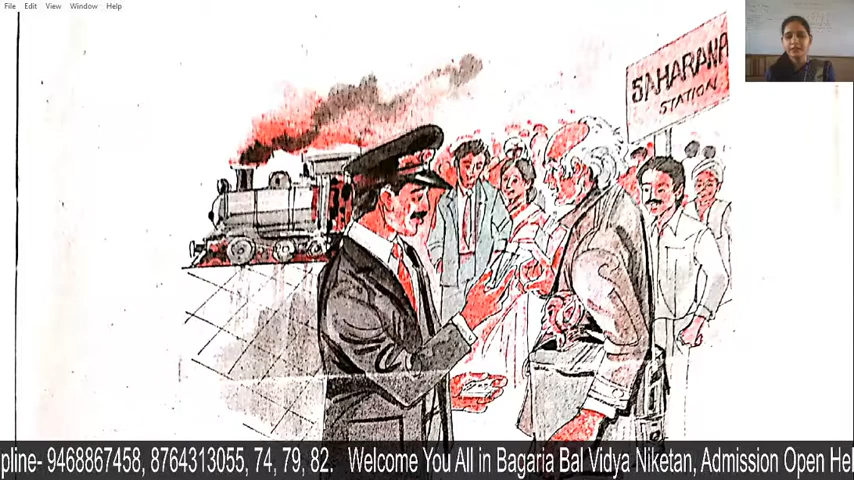 File Edit View Window Help
SAHARANA
STATION
pline- 9468867458, 8764313055, 74, 79, 82. Welcome You All in Bagaria Bal Vidya Niketan, Admission Open Hel